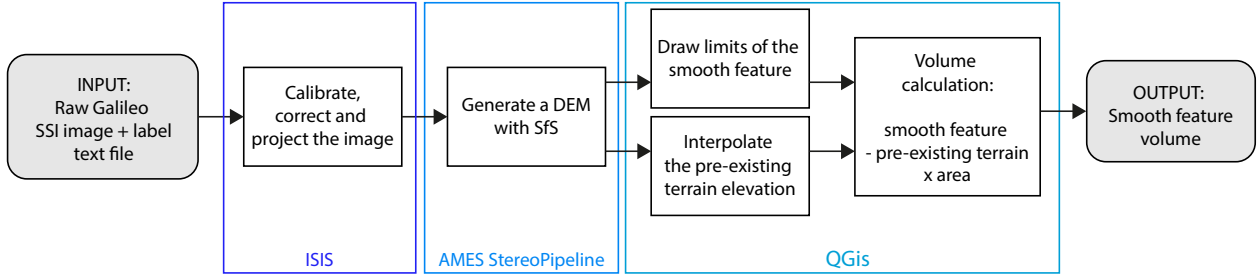 INPUT:
Raw Galileo
SSI image + label
text file
Calibrate,
correct and
project the image
ISIS
Generate a DEM
with SfS
AMES StereoPipeline
Draw limits of the
smooth feature
Interpolate
the pre-existing
terrain elevation
Volume
calculation:
smooth feature
- pre-existing terrain
x area
QGis
OUTPUT:
Smooth feature
volume